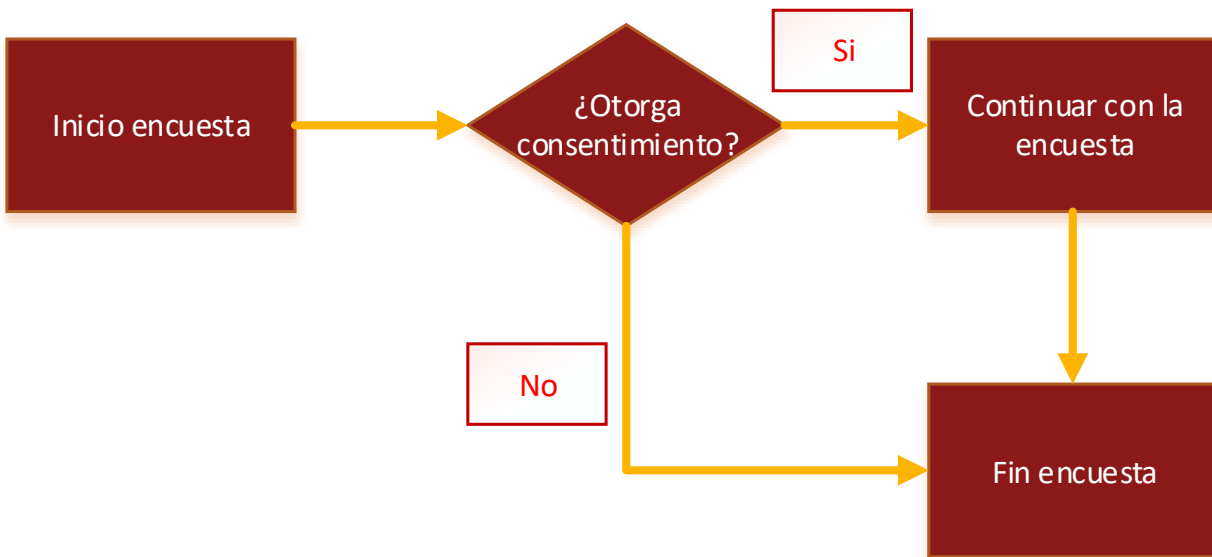 Inicio encuesta
¿Otorga
consentimiento?
Si
Continuar con la
encuesta
No
Fin encuesta